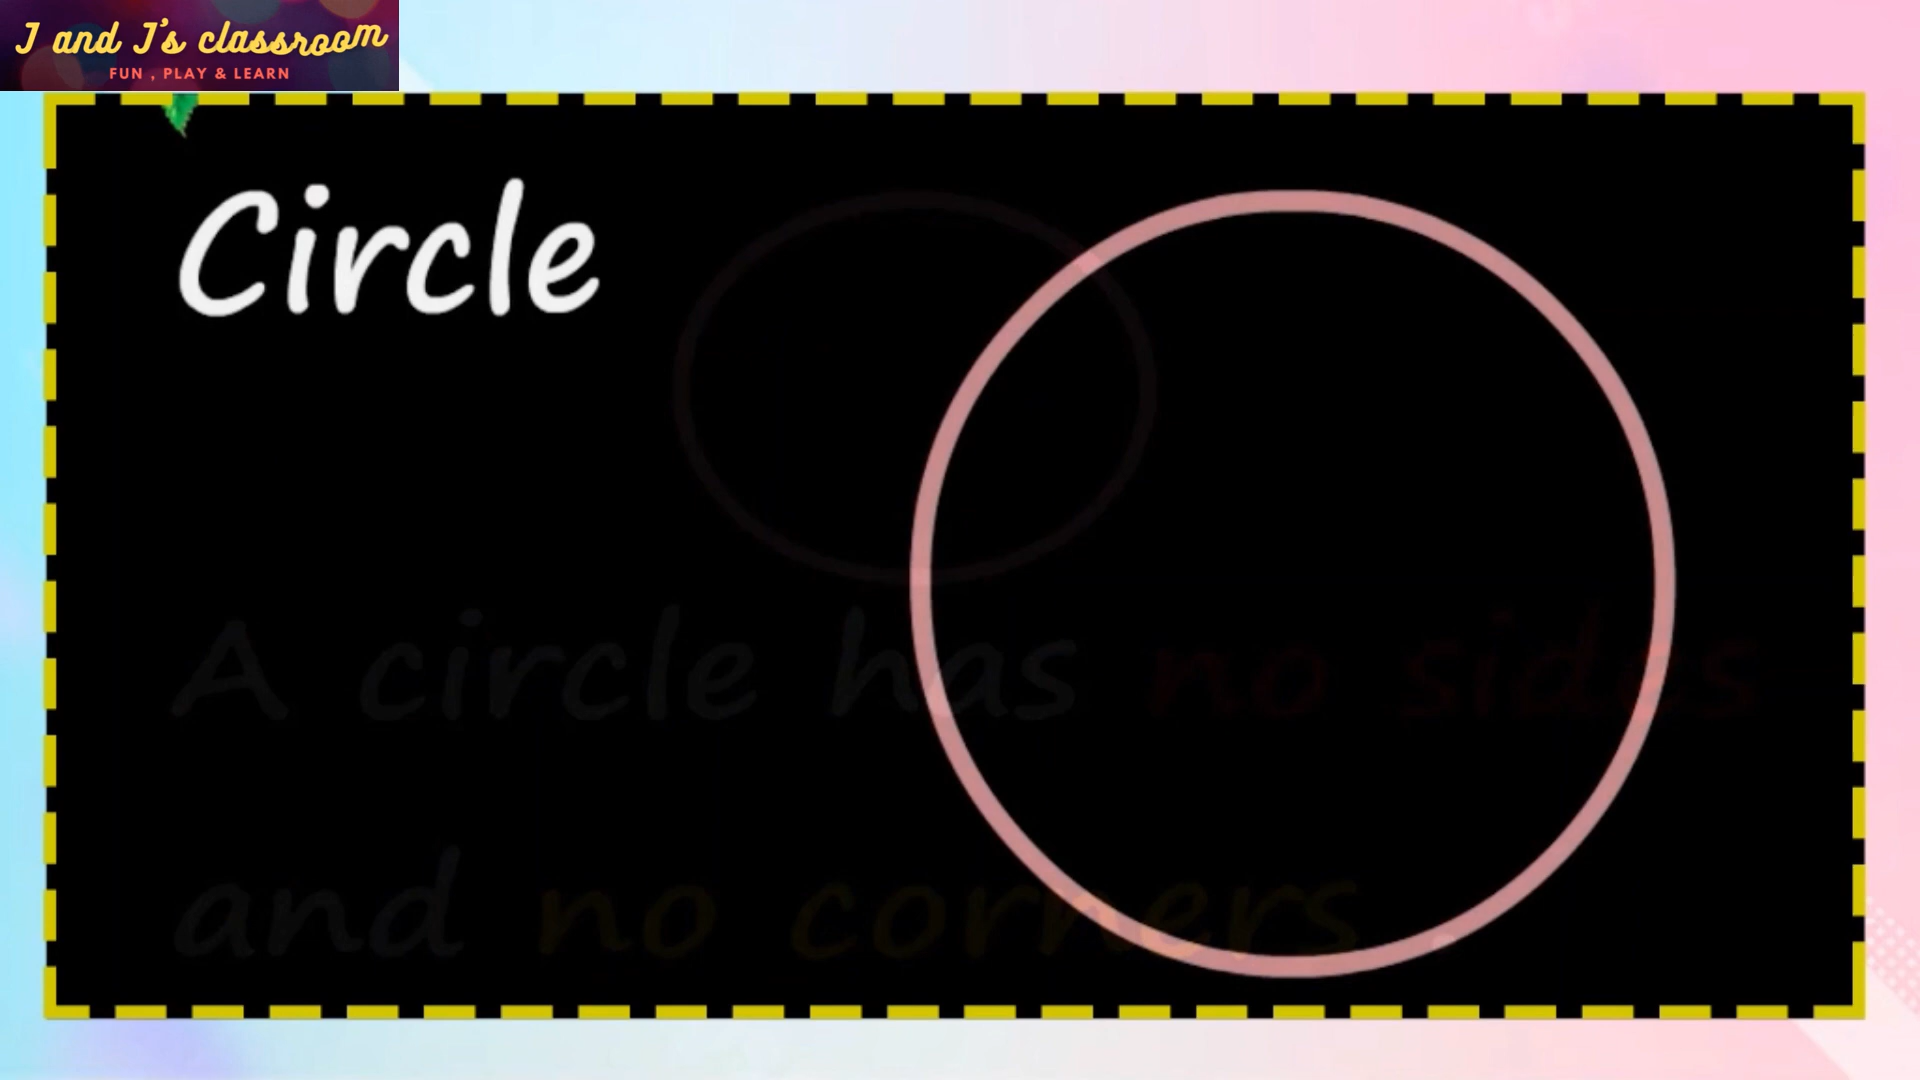 J and J's classroom
FUN , PLAY & LEARN
Circle
A circle has no sides
and no corners .